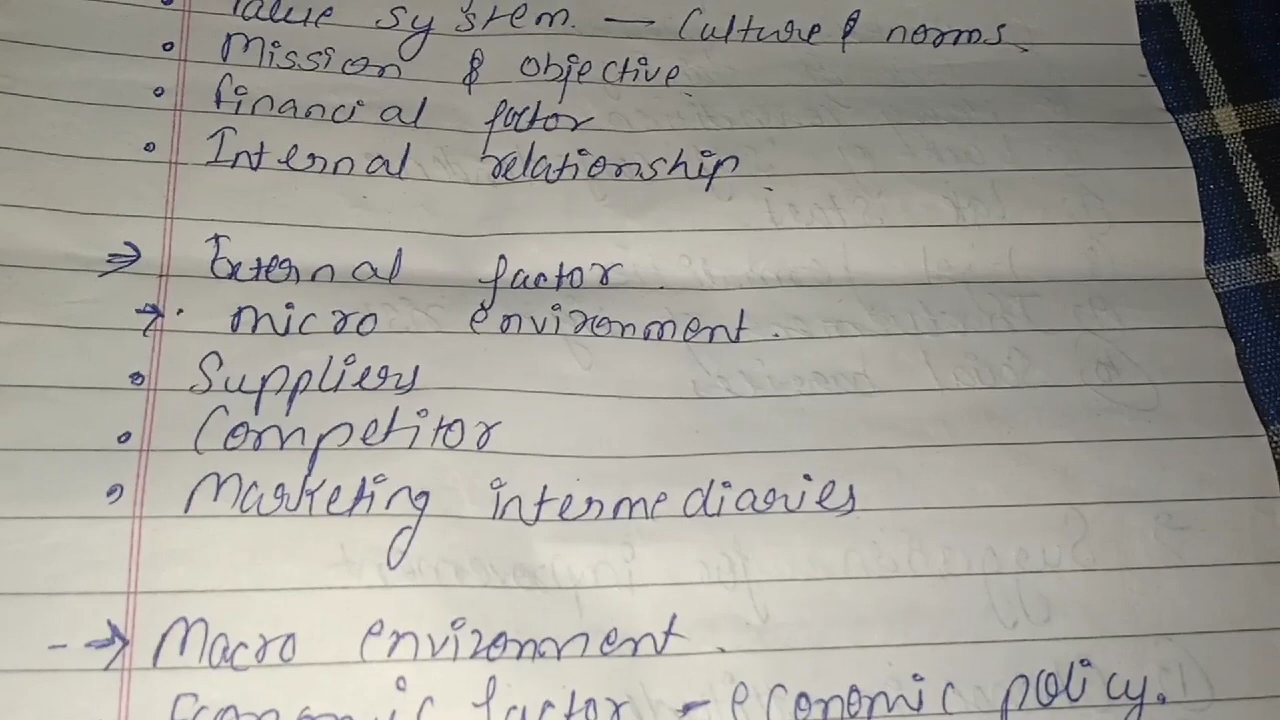 Value system. — Culture & norms.
• Mission & objective.
• financial factor
• Internal relationship.
⇒ External factor.
→ • micro environment.
• Suppliers
• Competitor
• Marketing intermediaries
-→ Macro environment.
Economic factor - economic policy.